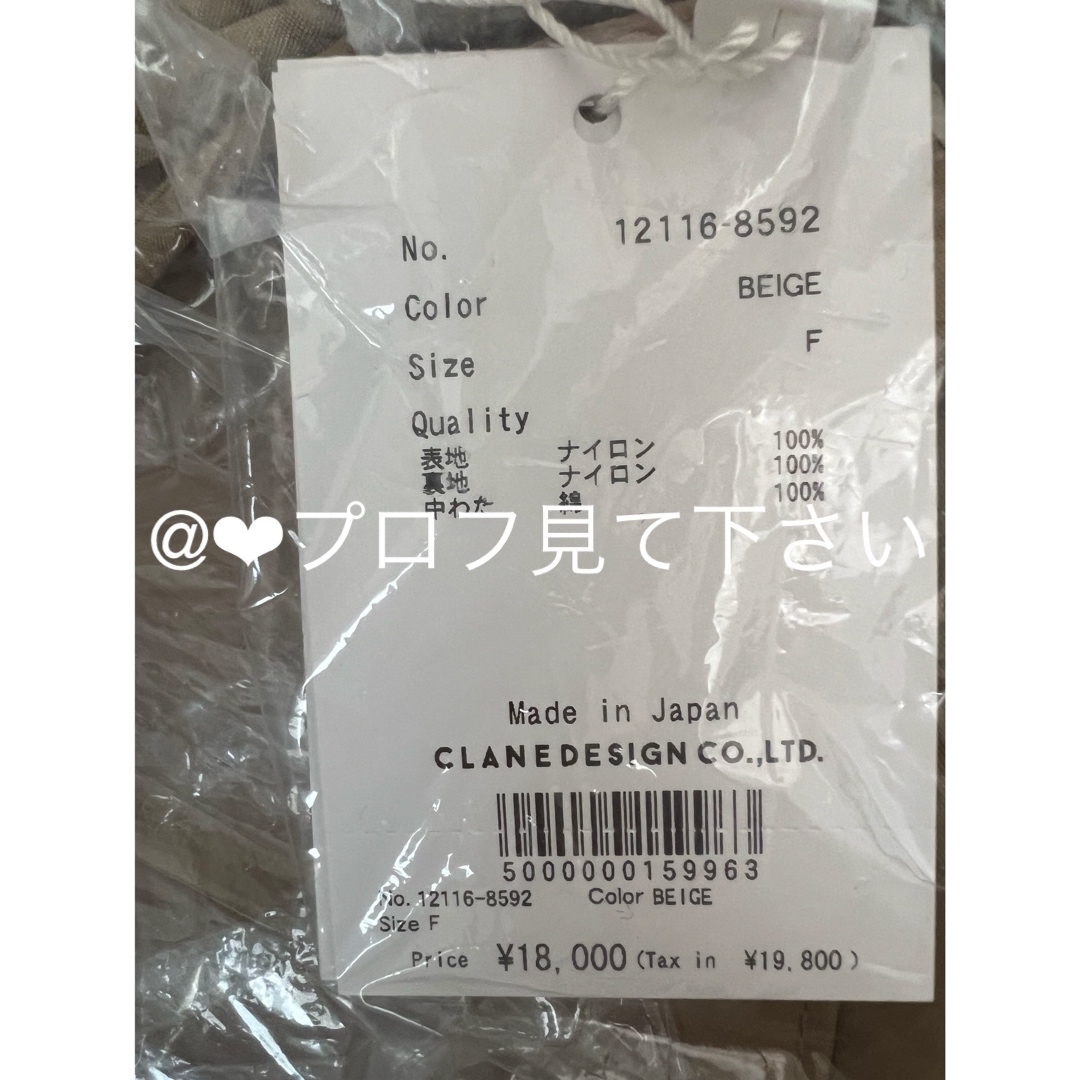 No. 12116-8592
Color BEIGE
Size F
Quality
表地 ナイロン 100%
裏地 ナイロン 100%
中わた 綿 100%
@❤プロフ見て下さい
Made in Japan
CLANEDESIGN CO.,LTD.
5000000159963
No. 12116-8592 Color BEIGE
Size F
Price ¥18,000 (Tax in ¥19,800)